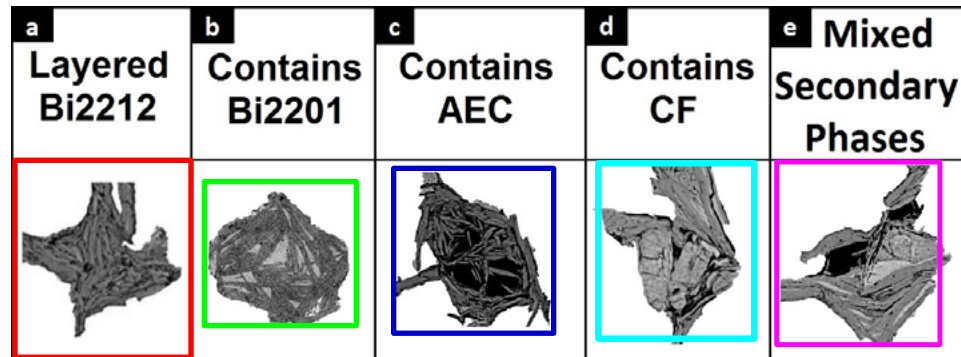 a
Layered
Bi2212
b
Contains
Bi2201
c
Contains
AEC
d
Contains
CF
e Mixed
Secondary
Phases